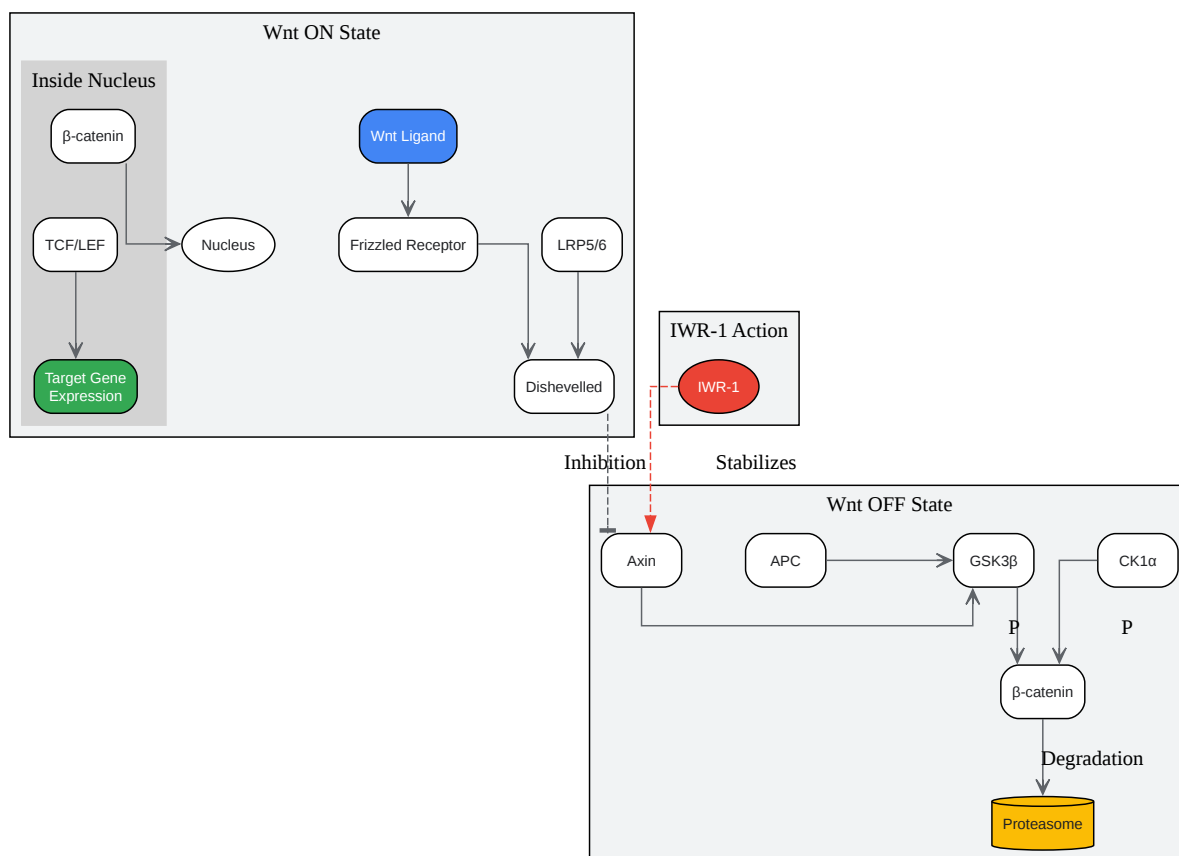 Wnt ON State
Inside Nucleus
β-catenin
Wnt Ligand
TCF/LEF
Nucleus
Frizzled Receptor
LRP5/6
Target Gene
Expression
Dishevelled
IWR-1 Action
IWR-1
Inhibition
Stabilizes
Wnt OFF State
Axin
APC
GSK3β
CK1α
P
P
β-catenin
Degradation
Proteasome